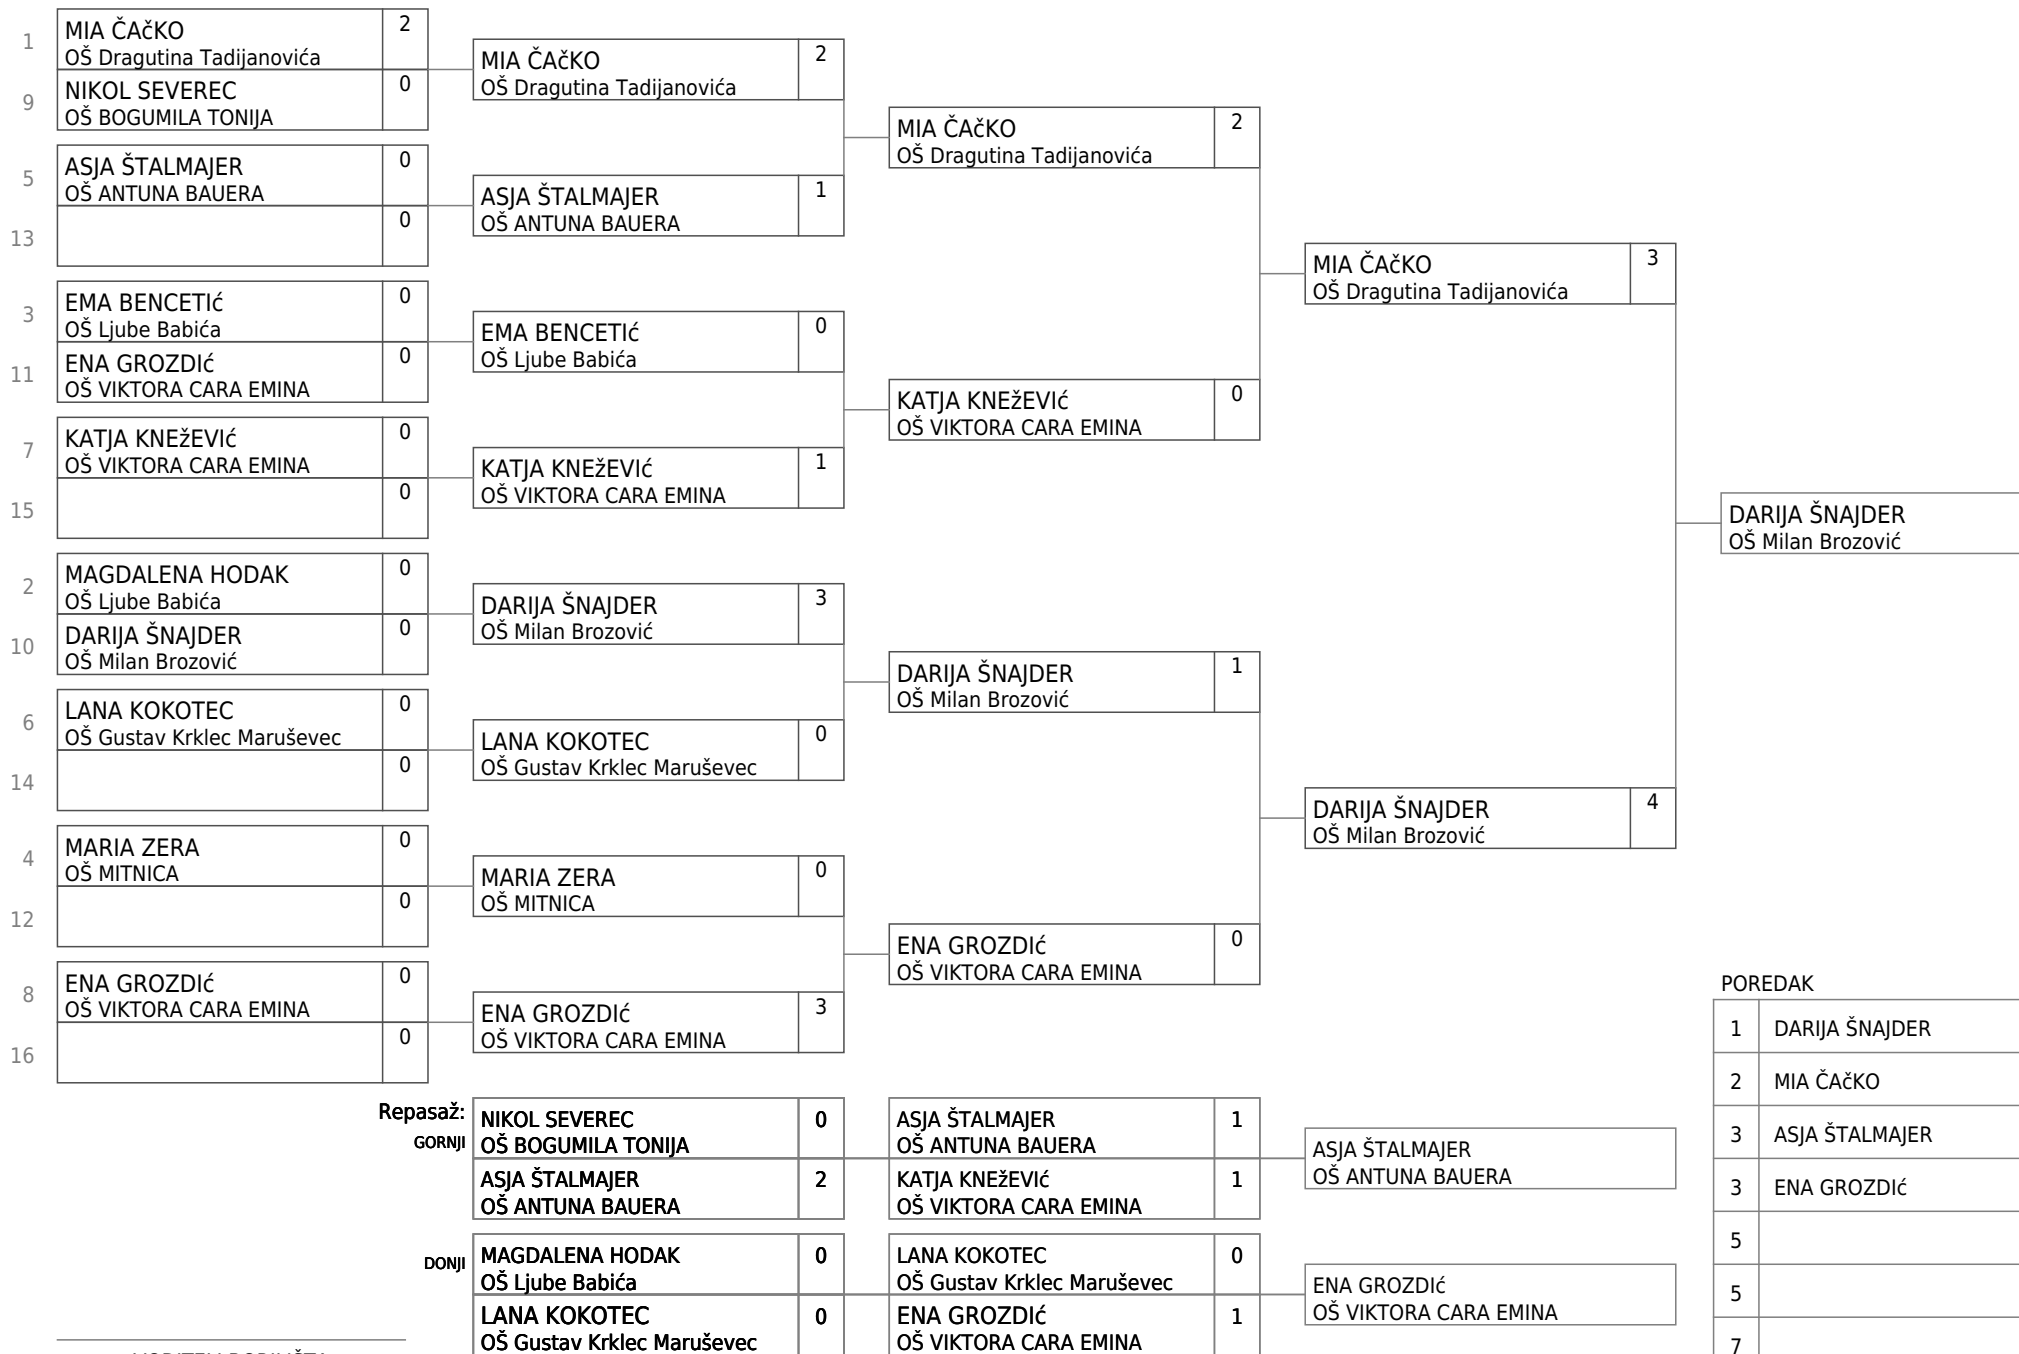 1
MIA ČAčKO
OŠ Dragutina Tadijanovića
2
9
NIKOL SEVEREC
OŠ BOGUMILA TONIJA
0
5
ASJA ŠTALMAJER
OŠ ANTUNA BAUERA
0
13
0
3
EMA BENCETIć
OŠ Ljube Babića
0
11
ENA GROZDIć
OŠ VIKTORA CARA EMINA
0
7
KATJA KNEžEVIć
OŠ VIKTORA CARA EMINA
0
15
0
2
MAGDALENA HODAK
OŠ Ljube Babića
0
10
DARIJA ŠNAJDER
OŠ Milan Brozović
0
6
LANA KOKOTEC
OŠ Gustav Krklec Maruševec
0
14
0
4
MARIA ZERA
OŠ MITNICA
0
12
0
8
ENA GROZDIć
OŠ VIKTORA CARA EMINA
0
16
0
MIA ČAčKO
OŠ Dragutina Tadijanovića
2
ASJA ŠTALMAJER
OŠ ANTUNA BAUERA
1
EMA BENCETIć
OŠ Ljube Babića
0
KATJA KNEžEVIć
OŠ VIKTORA CARA EMINA
1
DARIJA ŠNAJDER
OŠ Milan Brozović
3
LANA KOKOTEC
OŠ Gustav Krklec Maruševec
0
MARIA ZERA
OŠ MITNICA
0
ENA GROZDIć
OŠ VIKTORA CARA EMINA
3
MIA ČAčKO
OŠ Dragutina Tadijanovića
2
KATJA KNEžEVIć
OŠ VIKTORA CARA EMINA
0
DARIJA ŠNAJDER
OŠ Milan Brozović
1
ENA GROZDIć
OŠ VIKTORA CARA EMINA
0
MIA ČAčKO
OŠ Dragutina Tadijanovića
3
DARIJA ŠNAJDER
OŠ Milan Brozović
4
DARIJA ŠNAJDER
OŠ Milan Brozović
Repasaž:
GORNJI
NIKOL SEVEREC
OŠ BOGUMILA TONIJA
0
ASJA ŠTALMAJER
OŠ ANTUNA BAUERA
2
ASJA ŠTALMAJER
OŠ ANTUNA BAUERA
1
KATJA KNEžEVIć
OŠ VIKTORA CARA EMINA
1
ASJA ŠTALMAJER
OŠ ANTUNA BAUERA
DONJI
MAGDALENA HODAK
OŠ Ljube Babića
0
LANA KOKOTEC
OŠ Gustav Krklec Maruševec
0
LANA KOKOTEC
OŠ Gustav Krklec Maruševec
0
ENA GROZDIć
OŠ VIKTORA CARA EMINA
1
ENA GROZDIć
OŠ VIKTORA CARA EMINA
POREDAK
1 DARIJA ŠNAJDER
2 MIA ČAčKO
3 ASJA ŠTALMAJER
3 ENA GROZDIć
5
5
7